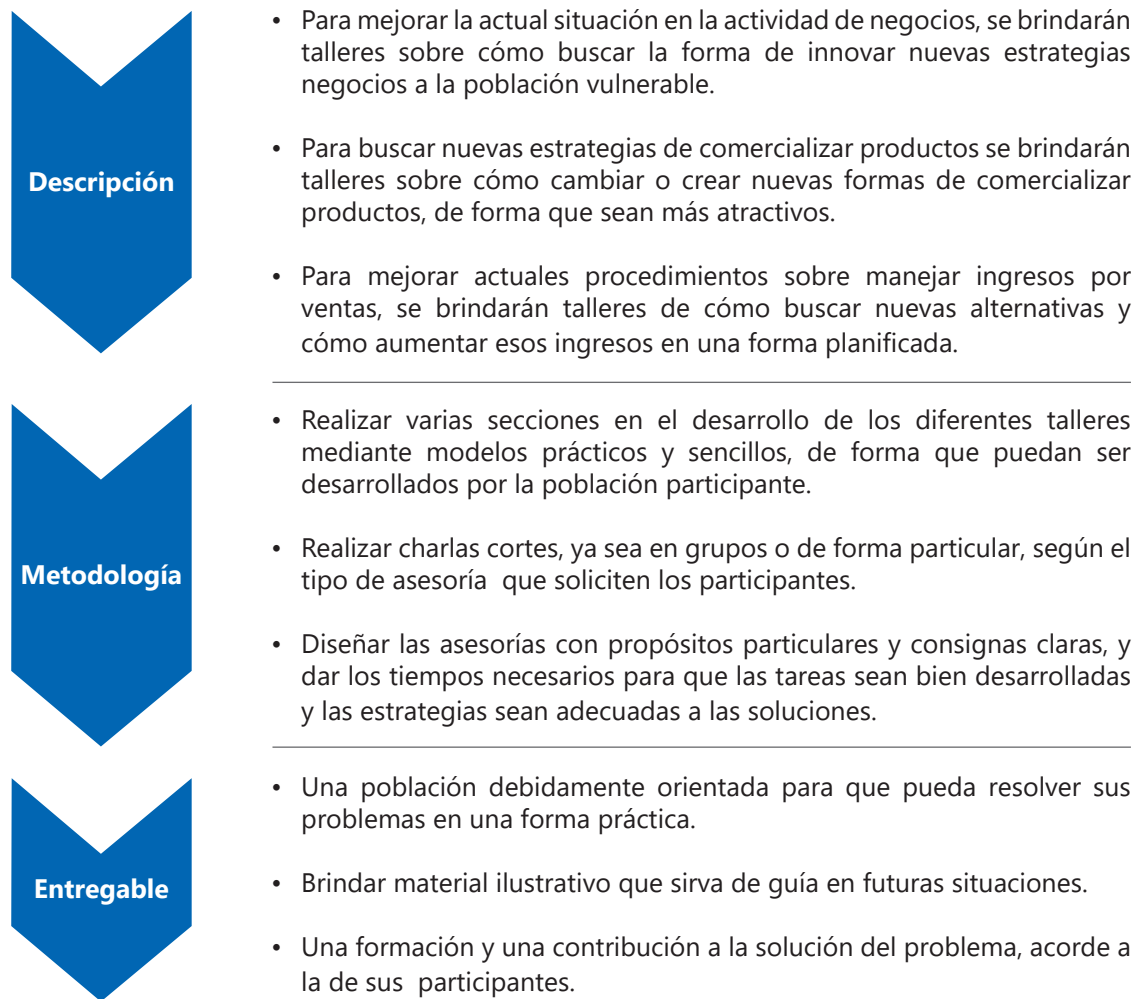 Descripción
• Para mejorar la actual situación en la actividad de negocios, se brindarán
talleres sobre cómo buscar la forma de innovar nuevas estrategias
negocios a la población vulnerable.
• Para buscar nuevas estrategias de comercializar productos se brindarán
talleres sobre cómo cambiar o crear nuevas formas de comercializar
productos, de forma que sean más atractivos.
• Para mejorar actuales procedimientos sobre manejar ingresos por
ventas, se brindarán talleres de cómo buscar nuevas alternativas y
cómo aumentar esos ingresos en una forma planificada.
Metodología
• Realizar varias secciones en el desarrollo de los diferentes talleres
mediante modelos prácticos y sencillos, de forma que puedan ser
desarrollados por la población participante.
• Realizar charlas cortes, ya sea en grupos o de forma particular, según el
tipo de asesoría que soliciten los participantes.
• Diseñar las asesorías con propósitos particulares y consignas claras, y
dar los tiempos necesarios para que las tareas sean bien desarrolladas
y las estrategias sean adecuadas a las soluciones.
Entregable
• Una población debidamente orientada para que pueda resolver sus
problemas en una forma práctica.
• Brindar material ilustrativo que sirva de guía en futuras situaciones.
• Una formación y una contribución a la solución del problema, acorde a
la de sus participantes.